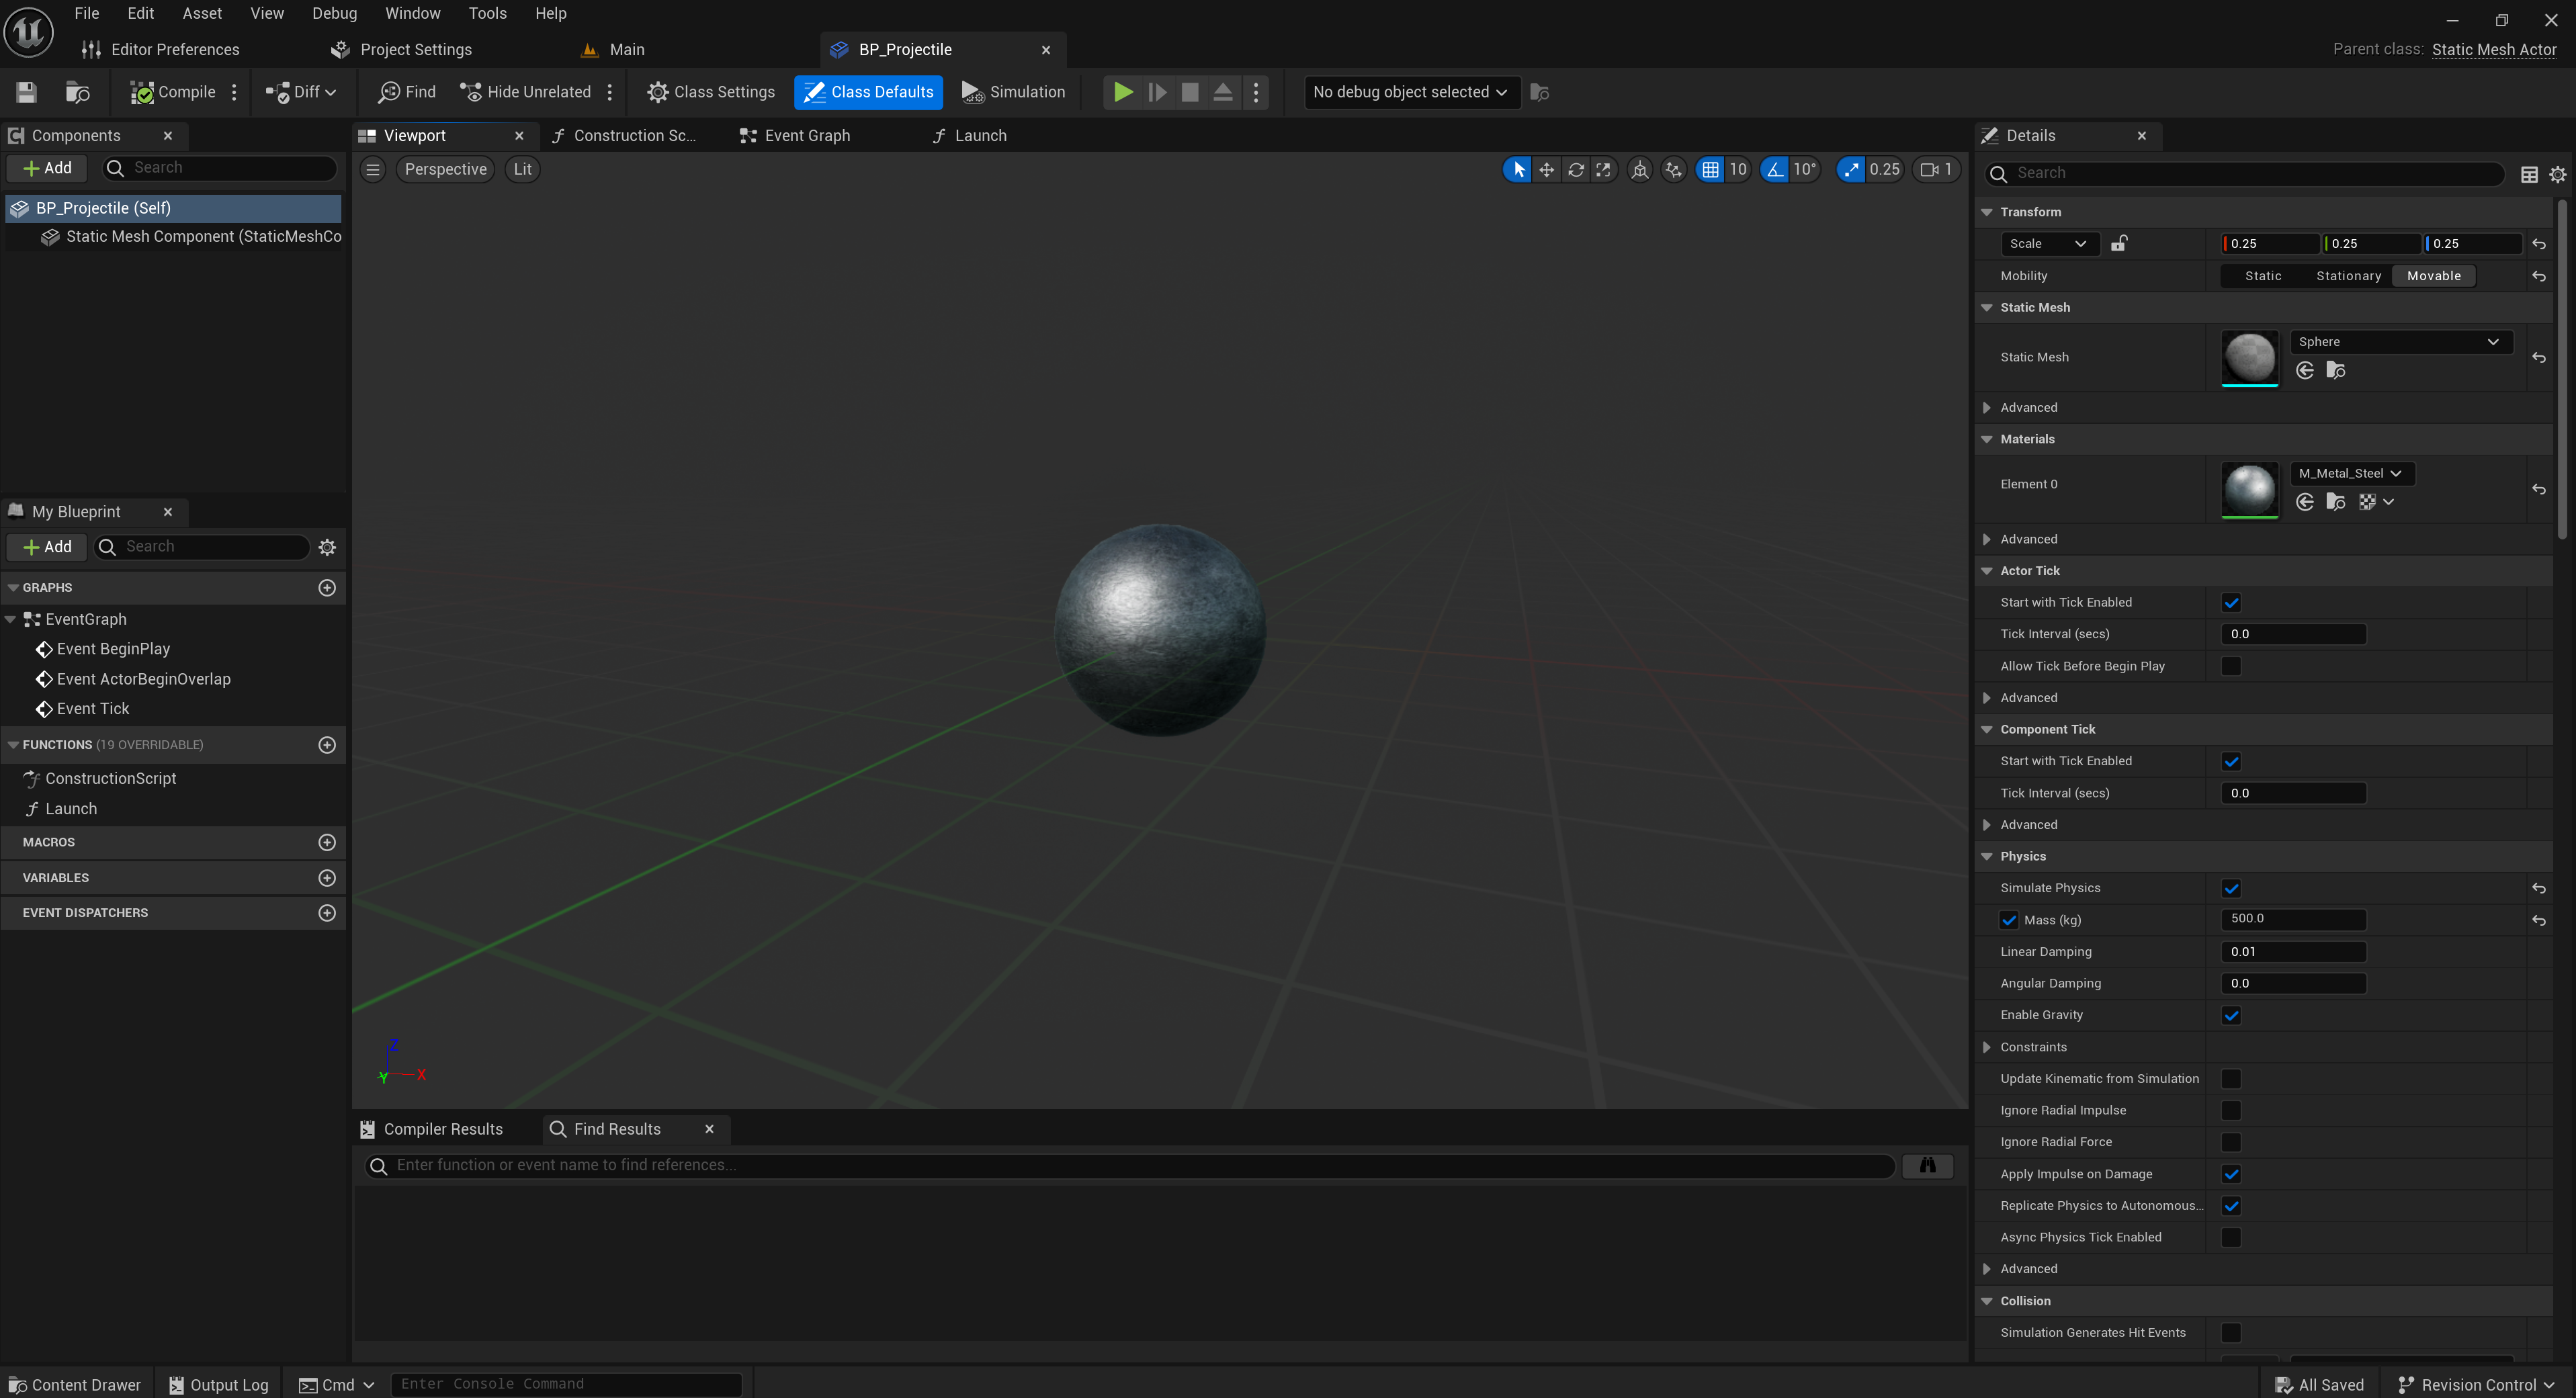 File Edit Asset View Debug Window Tools Help
Editor Preferences Project Settings Main BP_Projectile Parent class: Static Mesh Actor
Compile Diff Find Hide Unrelated Class Settings Class Defaults Simulation No debug object selected
Components
Add Search
BP_Projectile (Self)
Static Mesh Component (StaticMeshCo
My Blueprint
Add Search
GRAPHS
EventGraph
Event BeginPlay
Event ActorBeginOverlap
Event Tick
FUNCTIONS (19 OVERRIDABLE)
ConstructionScript
Launch
MACROS
VARIABLES
EVENT DISPATCHERS
Viewport Construction Sc... Event Graph Launch
Perspective Lit 10 10° 0.25 1
Z
Y X
Compiler Results Find Results
Enter function or event name to find references...
Details
Search
Transform
Scale 0.25 0.25 0.25
Mobility Static Stationary Movable
Static Mesh
Static Mesh Sphere
Advanced
Materials
Element 0 M_Metal_Steel
Advanced
Actor Tick
Start with Tick Enabled
Tick Interval (secs) 0.0
Allow Tick Before Begin Play
Advanced
Component Tick
Start with Tick Enabled
Tick Interval (secs) 0.0
Advanced
Physics
Simulate Physics
Mass (kg) 500.0
Linear Damping 0.01
Angular Damping 0.0
Enable Gravity
Constraints
Update Kinematic from Simulation
Ignore Radial Impulse
Ignore Radial Force
Apply Impulse on Damage
Replicate Physics to Autonomous...
Async Physics Tick Enabled
Advanced
Collision
Simulation Generates Hit Events
Content Drawer Output Log Cmd Enter Console Command All Saved Revision Control